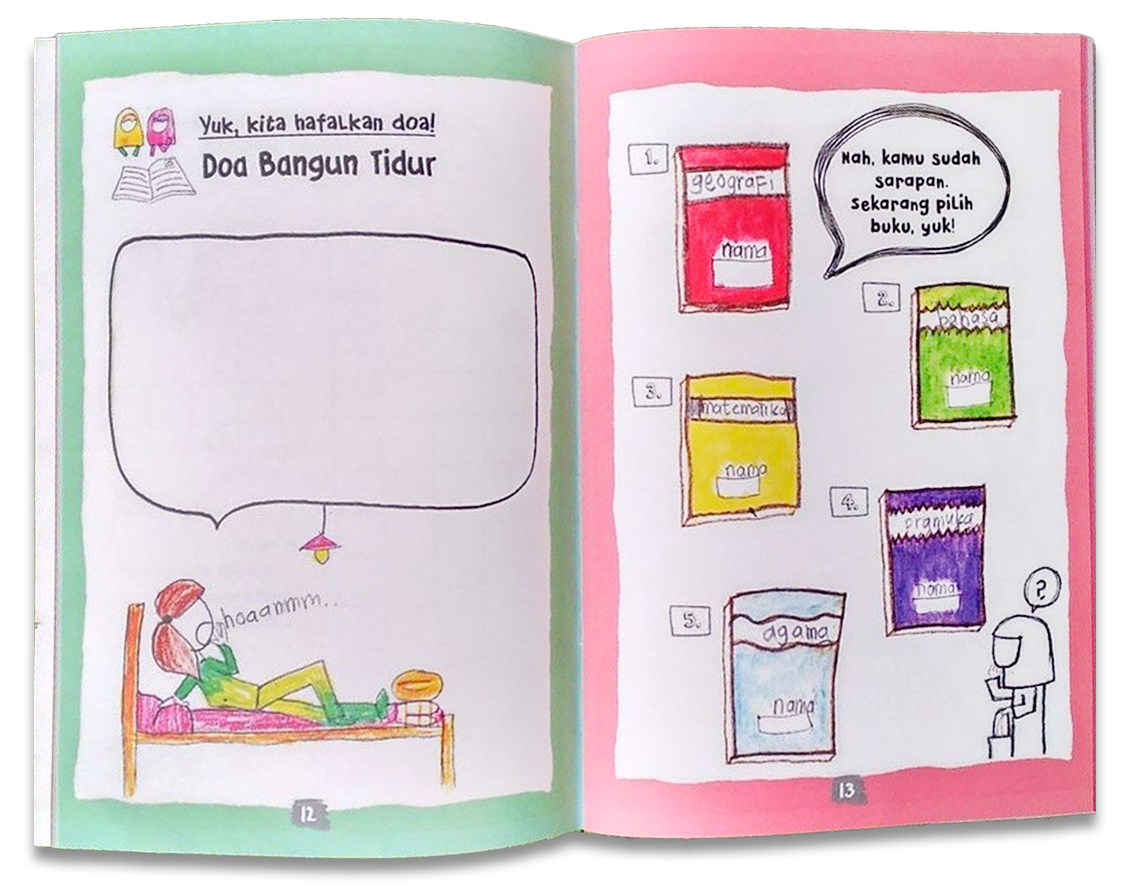 Yuk, kita hafalkan doa!
Doa Bangun Tidur
hoaanmm...
12
1.
geografi
nama
Nah, kamu sudah
sarapan.
Sekarang pilih
buku, yuk!
2.
bahasa
nama
3.
matematika
nama
4.
pramuka
nama
5.
agama
nama
?
13